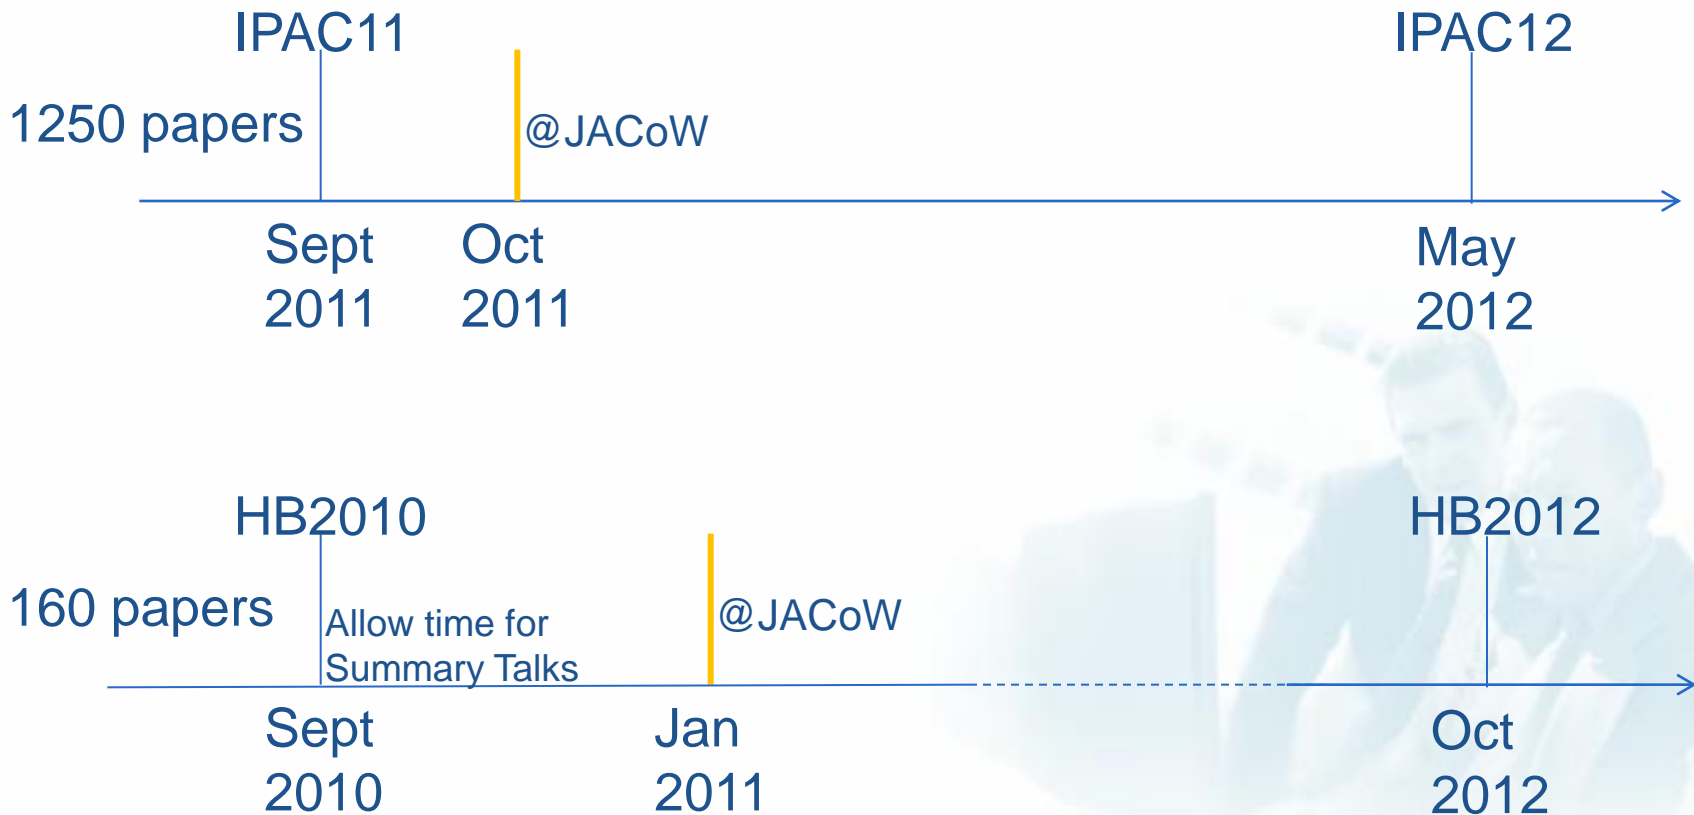 IPAC11
IPAC12
1250 papers
@JACoW
Sept
2011
Oct
2011
May
2012
HB2010
HB2012
160 papers
Allow time for
Summary Talks
@JACoW
Sept
2010
Jan
2011
Oct
2012